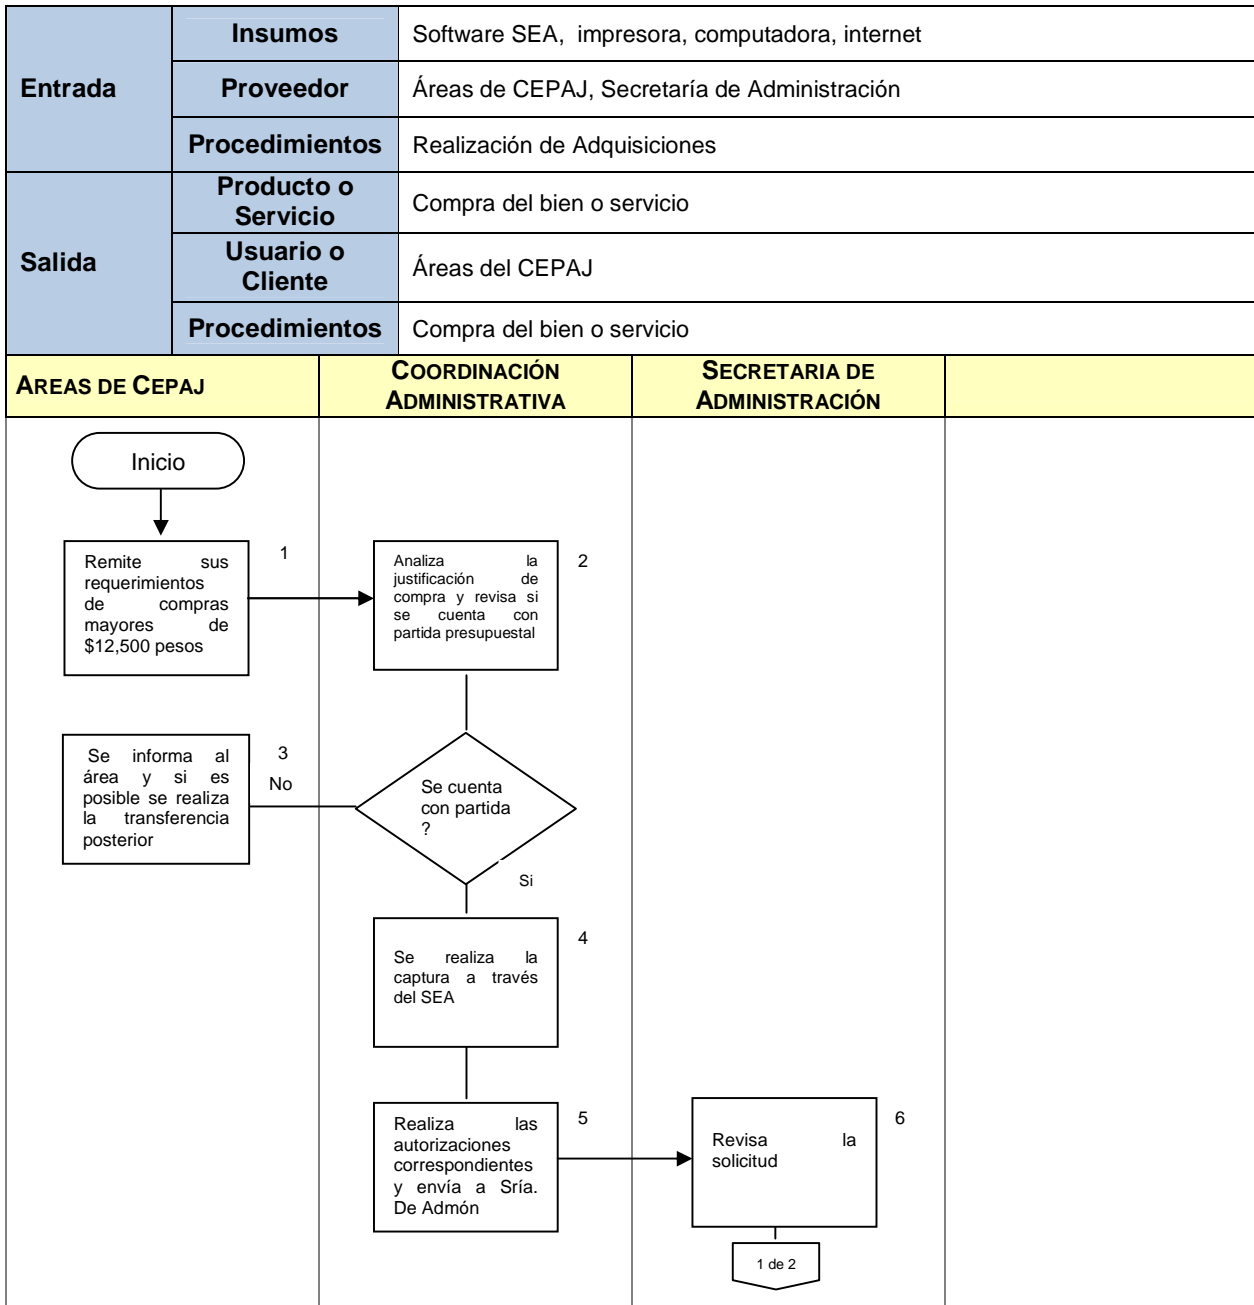 Entrada
Insumos
Software SEA, impresora, computadora, internet
Proveedor
Áreas de CEPAJ, Secretaría de Administración
Procedimientos
Realización de Adquisiciones
Salida
Producto o
Servicio
Compra del bien o servicio
Usuario o
Cliente
Áreas del CEPAJ
Procedimientos
Compra del bien o servicio
AREAS DE CEPAJ
COORDINACIÓN
ADMINISTRATIVA
SECRETARIA DE
ADMINISTRACIÓN
Inicio
1
Remite sus
requerimientos
de compras
mayores de
$12,500 pesos
2
Analiza la
justificación de
compra y revisa si
se cuenta con
partida presupuestal
3
Se informa al
área y si es
posible se realiza
la transferencia
posterior
No
Se cuenta
con partida
?
Si
4
Se realiza la
captura a través
del SEA
5
Realiza las
autorizaciones
correspondientes
y envía a Sría.
De Admón
6
Revisa la
solicitud
1 de 2